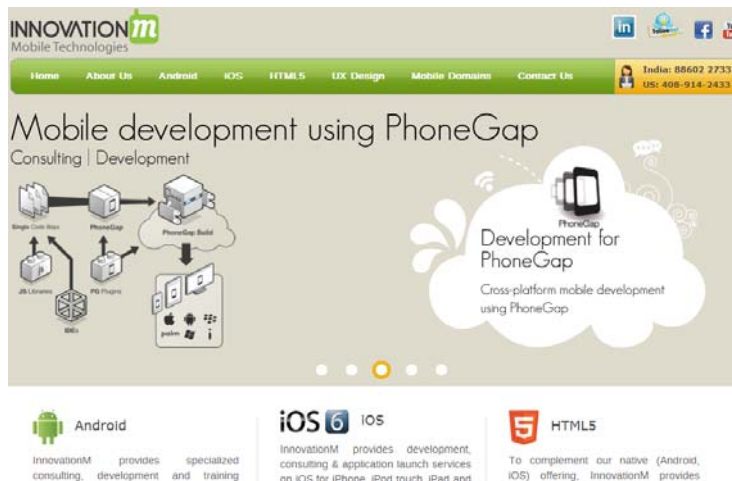 INNOVATION m
Mobile Technologies
in
f
Home About Us Android iOS HTML5 UX Design Mobile Domains Contact Us
India: 88602 2733
US: 408-914-2433
Mobile development using PhoneGap
Consulting | Development
Single Code Base
PhoneGap
PhoneGap Build
JS Libraries
PG Plugins
IDEs
palm
PhoneGap
Development for
PhoneGap
Cross-platform mobile development
using PhoneGap
Android
InnovationM provides specialized
consulting, development and training
iOS 6 iOS
InnovationM provides development,
consulting & application launch services
on iOS for iPhone, iPod touch, iPad and
5 HTML5
To complement our native (Android,
iOS) offering, InnovationM provides